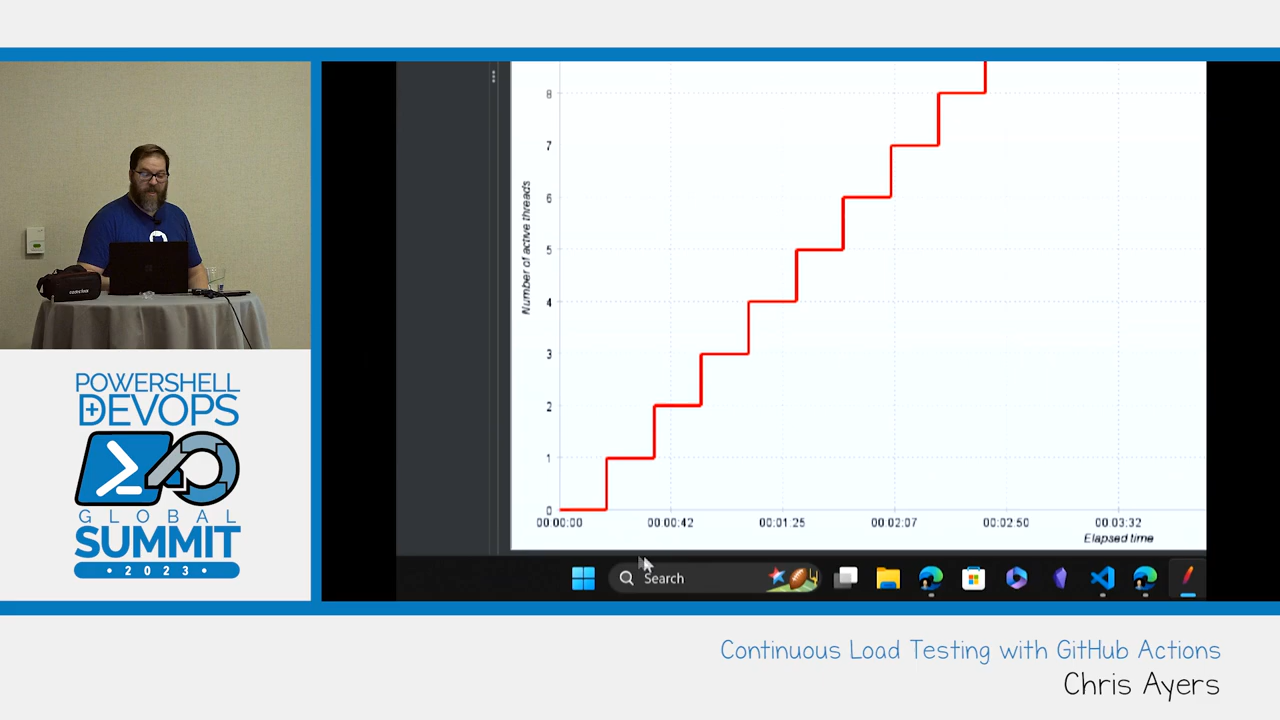 POWERSHELL
+DEVOPS
GLOBAL
SUMMIT
• 2023 •
Number of active threads
8
7
6
5
4
3
2
1
0
00:00:00
00:00:42
00:01:25
00:02:07
00:02:50
00:03:32
Elapsed time
Search
Continuous Load Testing with GitHub Actions
Chris Ayers